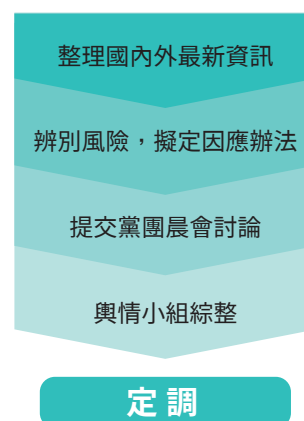 整理國內外最新資訊
辨別風險，擬定因應辦法
提交黨團晨會討論
輿情小組綜整
定調